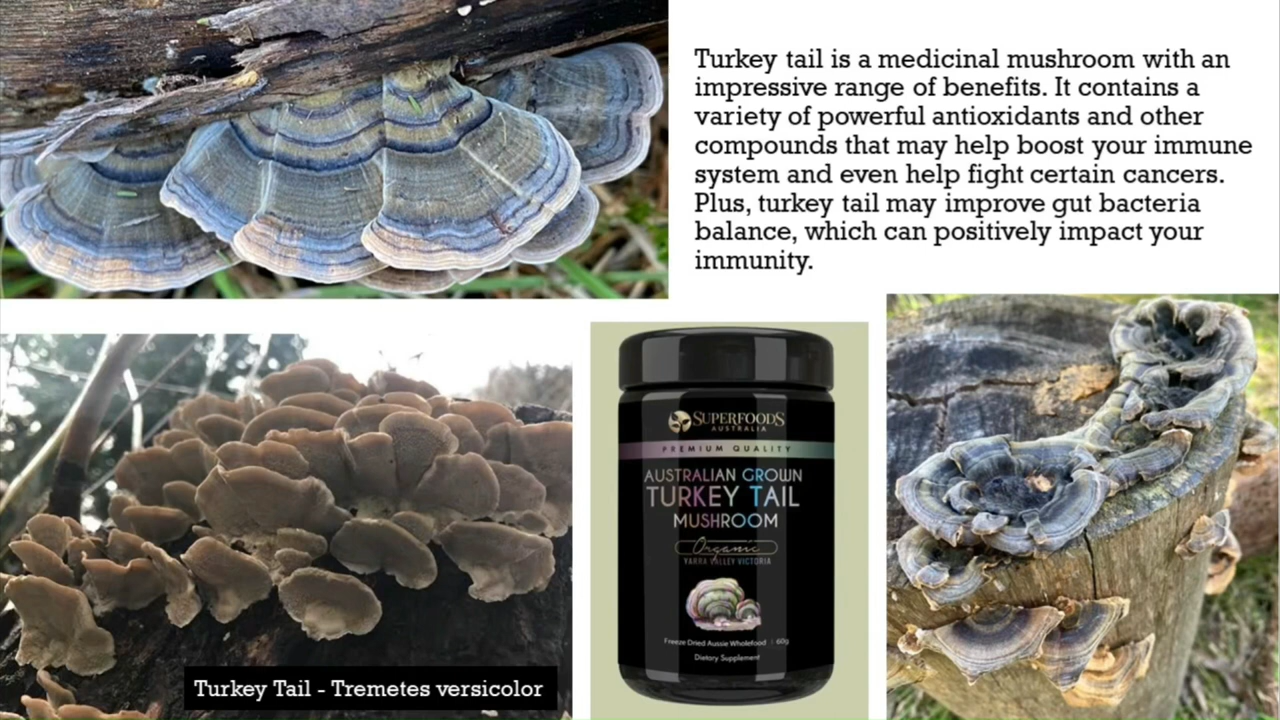 Turkey tail is a medicinal mushroom with an
impressive range of benefits. It contains a
variety of powerful antioxidants and other
compounds that may help boost your immune
system and even help fight certain cancers.
Plus, turkey tail may improve gut bacteria
balance, which can positively impact your
immunity.
SUPERFOODS
AUSTRALIA
PREMIUM QUALITY
AUSTRALIAN GROWN
TURKEY TAIL
MUSHROOM
Organic
YARRA VALLEY VICTORIA
Freeze Dried Aussie Wholefood | 60g
Dietary Supplement
Turkey Tail - Tremetes versicolor